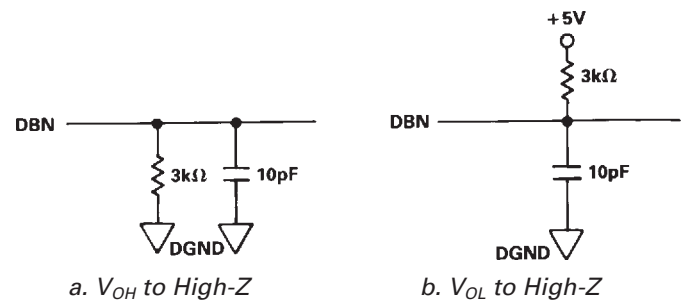 DBN
3kΩ
10pF
DGND
a. VOH to High-Z
+5V
3kΩ
DBN
10pF
DGND
b. VOL to High-Z